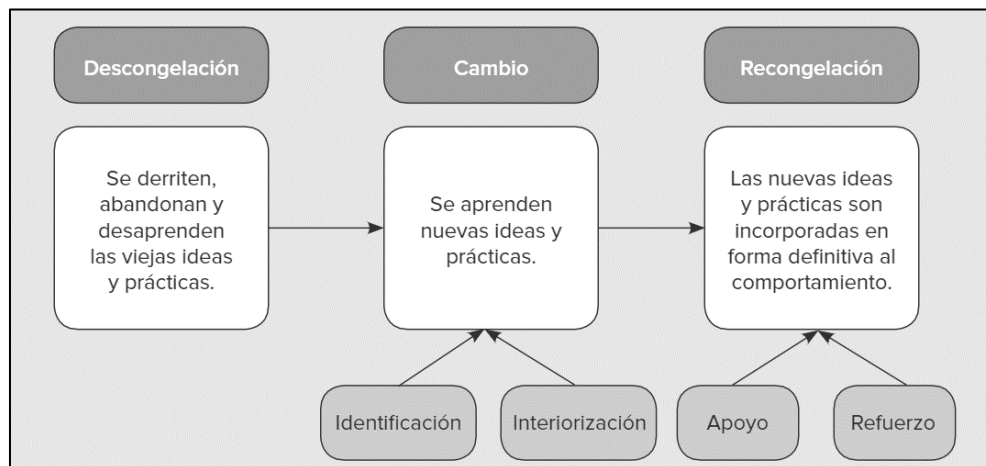 Descongelación
Cambio
Recongelación
Se derriten,
abandonan y
desaprenden
las viejas ideas
y prácticas.
Se aprenden
nuevas ideas y
prácticas.
Las nuevas ideas
y prácticas son
incorporadas en
forma definitiva al
comportamiento.
Identificación
Interiorización
Apoyo
Refuerzo